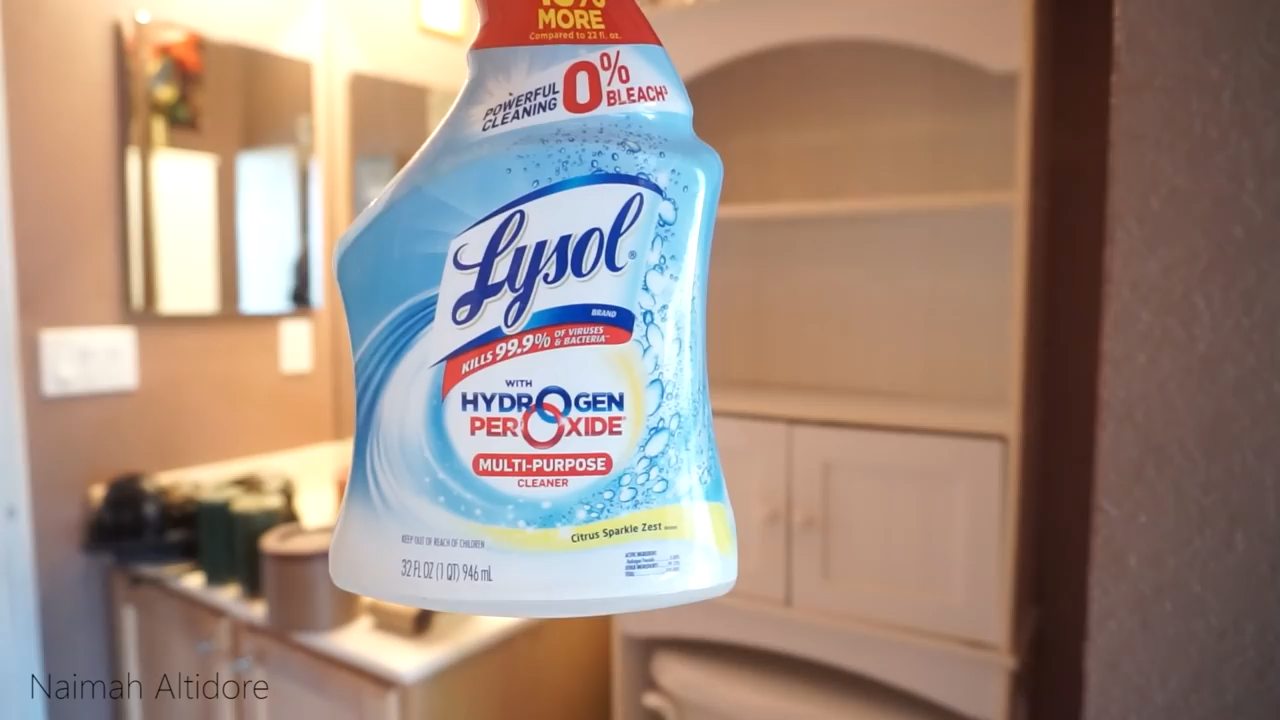 MORE
Compared to 22 fl. oz.
POWERFUL CLEANING 0% BLEACH³
Lysol®
BRAND
KILLS 99.9% OF VIRUSES & BACTERIA
WITH
HYDROGEN
PEROXIDE
MULTI-PURPOSE
CLEANER
Citrus Sparkle Zest
KEEP OUT OF REACH OF CHILDREN
32 FL OZ (1 QT) 946 mL
Naimah Altidore